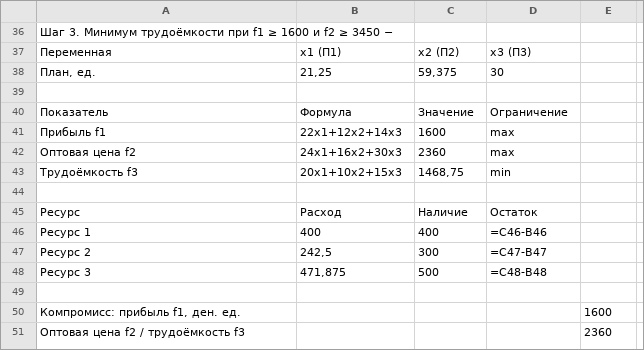 A B C D E
36 Шаг 3. Минимум трудоёмкости при f1 ≥ 1600 и f2 ≥ 3450 −
37 Переменная x1 (П1) x2 (П2) x3 (П3)
38 План, ед. 21,25 59,375 30
39
40 Показатель Формула Значение Ограничение
41 Прибыль f1 22x1+12x2+14x3 1600 max
42 Оптовая цена f2 24x1+16x2+30x3 2360 max
43 Трудоёмкость f3 20x1+10x2+15x3 1468,75 min
44
45 Ресурс Расход Наличие Остаток
46 Ресурс 1 400 400 =C46-B46
47 Ресурс 2 242,5 300 =C47-B47
48 Ресурс 3 471,875 500 =C48-B48
49
50 Компромисс: прибыль f1, ден. ед. 1600
51 Оптовая цена f2 / трудоёмкость f3 2360